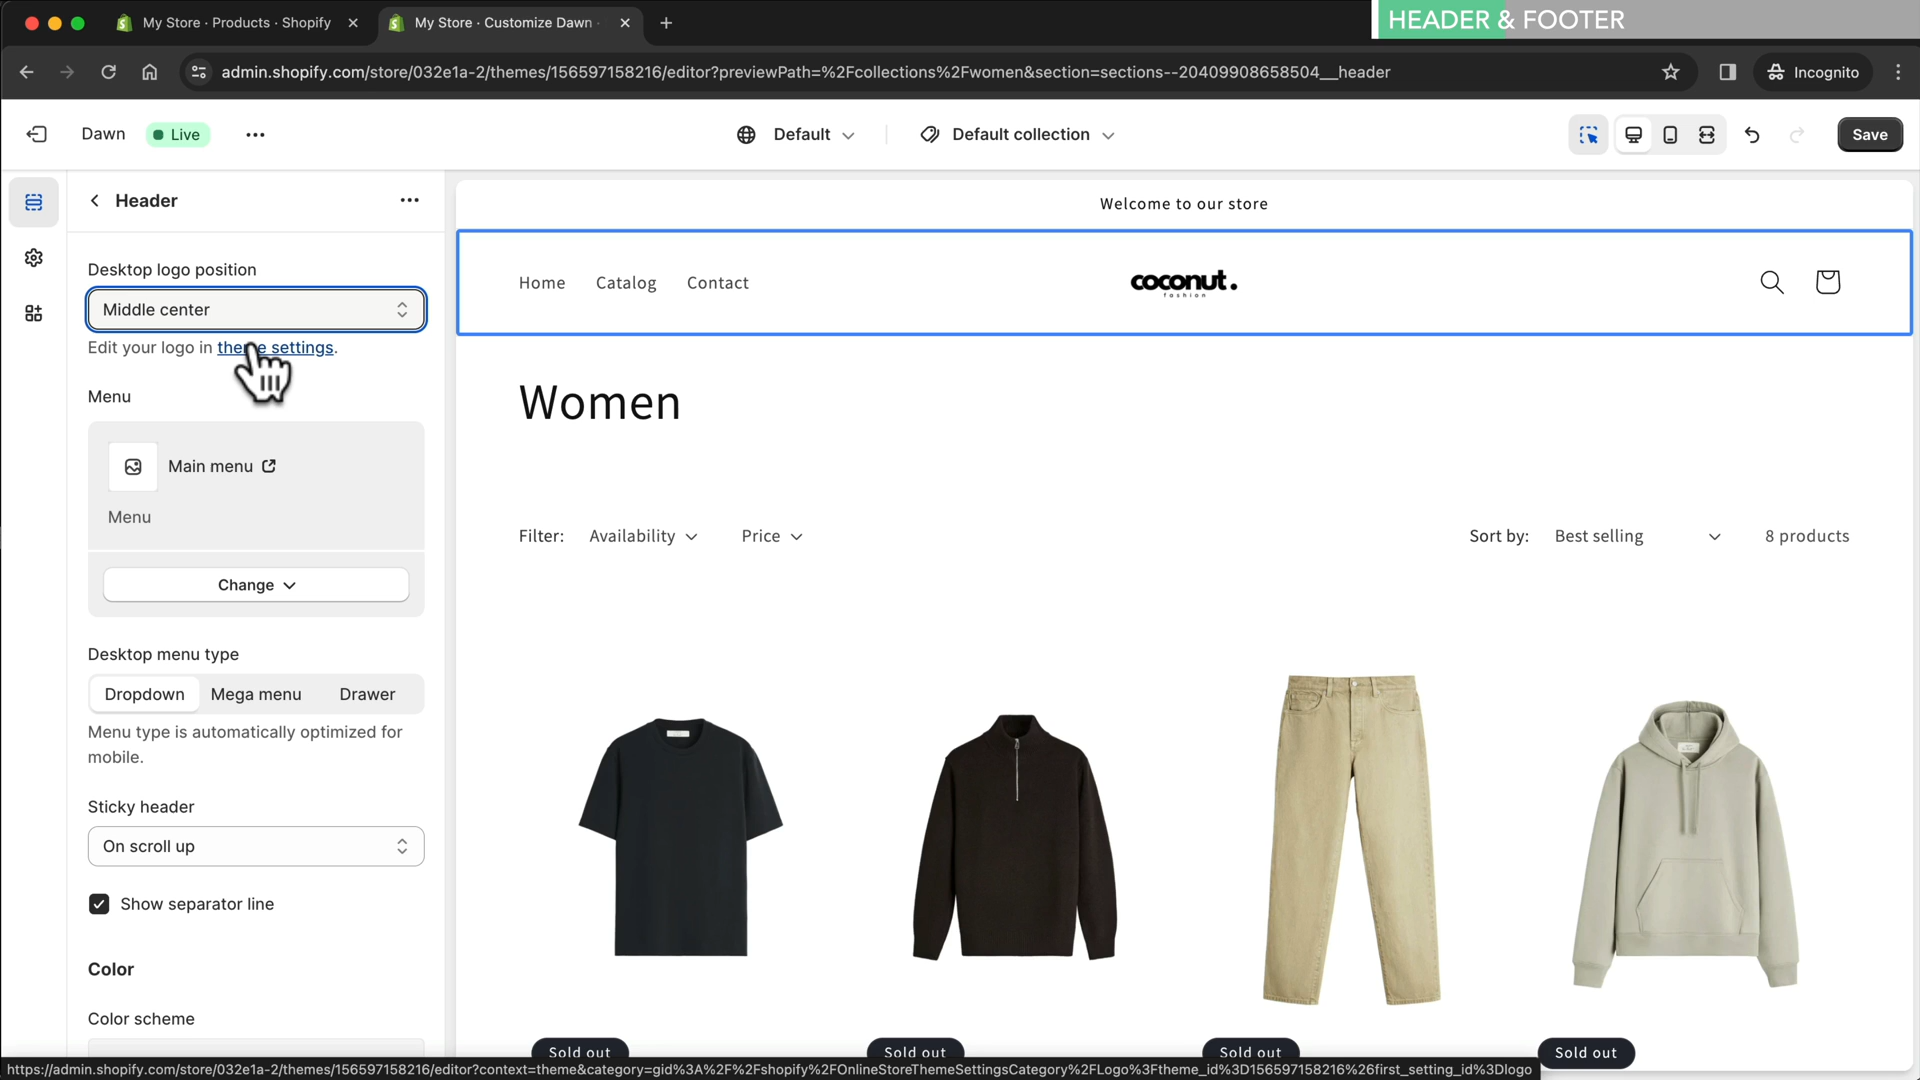 My Store · Products · Shopify
My Store · Customize Dawn ·
HEADER & FOOTER
admin.shopify.com/store/032e1a-2/themes/156597158216/editor?previewPath=%2Fcollections%2Fwomen&section=sections--20409908658504__header
Incognito
Dawn
Live
Default
Default collection
Save
Header
Desktop logo position
Middle center
Edit your logo in theme settings.
Menu
Main menu
Menu
Change
Desktop menu type
Dropdown Mega menu Drawer
Menu type is automatically optimized for
mobile.
Sticky header
On scroll up
Show separator line
Color
Color scheme
Welcome to our store
Home Catalog Contact
coconut.
fashion
Women
Filter: Availability Price
Sort by: Best selling 8 products
Sold out Sold out Sold out Sold out
https://admin.shopify.com/store/032e1a-2/themes/156597158216/editor?context=theme&category=gid%3A%2F%2Fshopify%2FOnlineStoreThemeSettingsCategory%2FLogo%3Ftheme_id%3D156597158216%26first_setting_id%3Dlogo